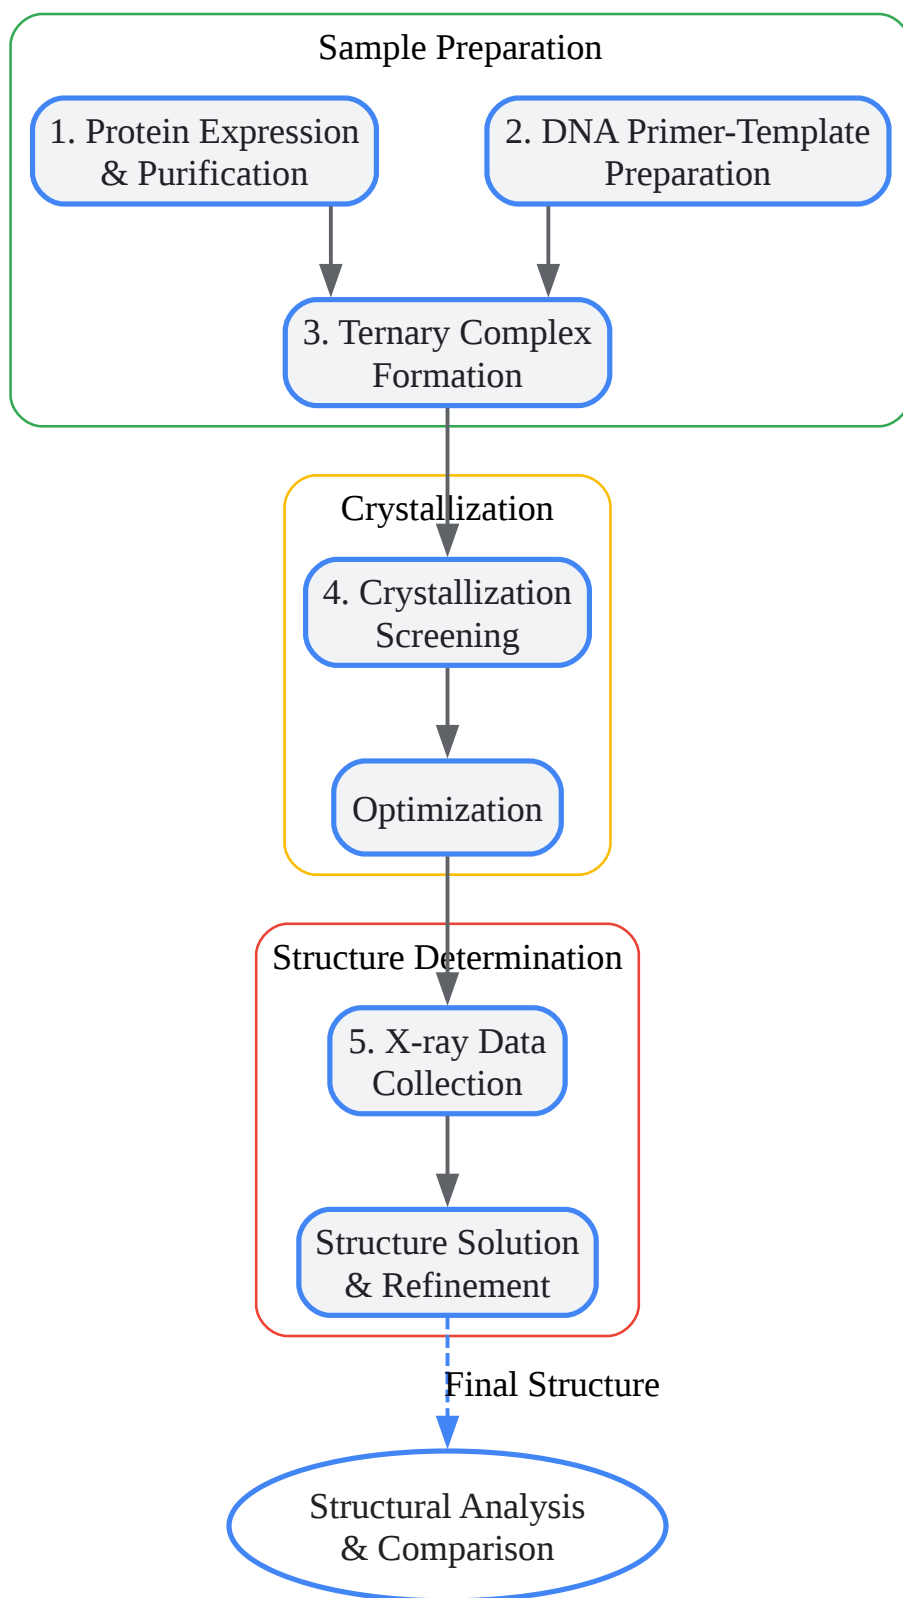 Sample Preparation
1. Protein Expression
& Purification
2. DNA Primer-Template
Preparation
3. Ternary Complex
Formation
Crystallization
4. Crystallization
Screening
Optimization
Structure Determination
5. X-ray Data
Collection
Structure Solution
& Refinement
Final Structure
Structural Analysis
& Comparison